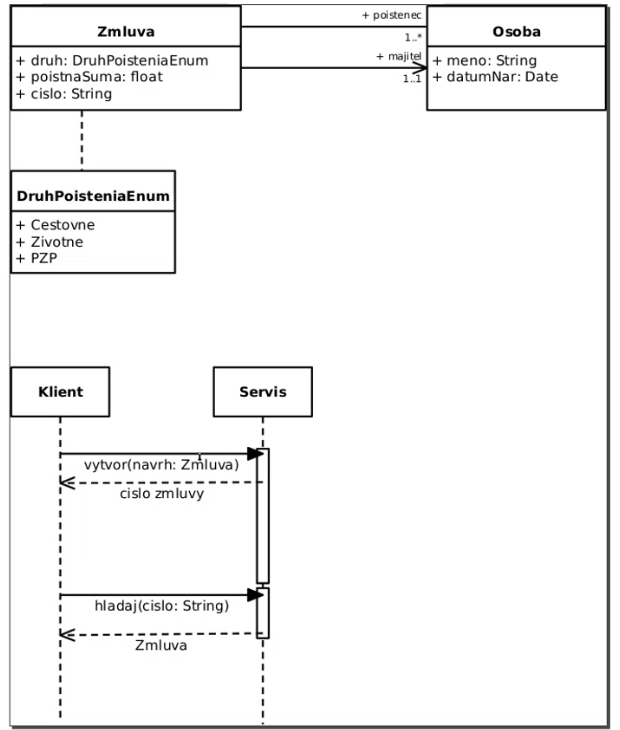 Zmluva
+ druh: DruhPoisteniaEnum
+ poistnaSuma: float
+ cislo: String
+ poistenec
1..*
+ majitel
1..1
Osoba
+ meno: String
+ datumNar: Date
DruhPoisteniaEnum
+ Cestovne
+ Zivotne
+ PZP
Klient
Servis
vytvor(navrh: Zmluva)
cislo zmluvy
hladaj(cislo: String)
Zmluva